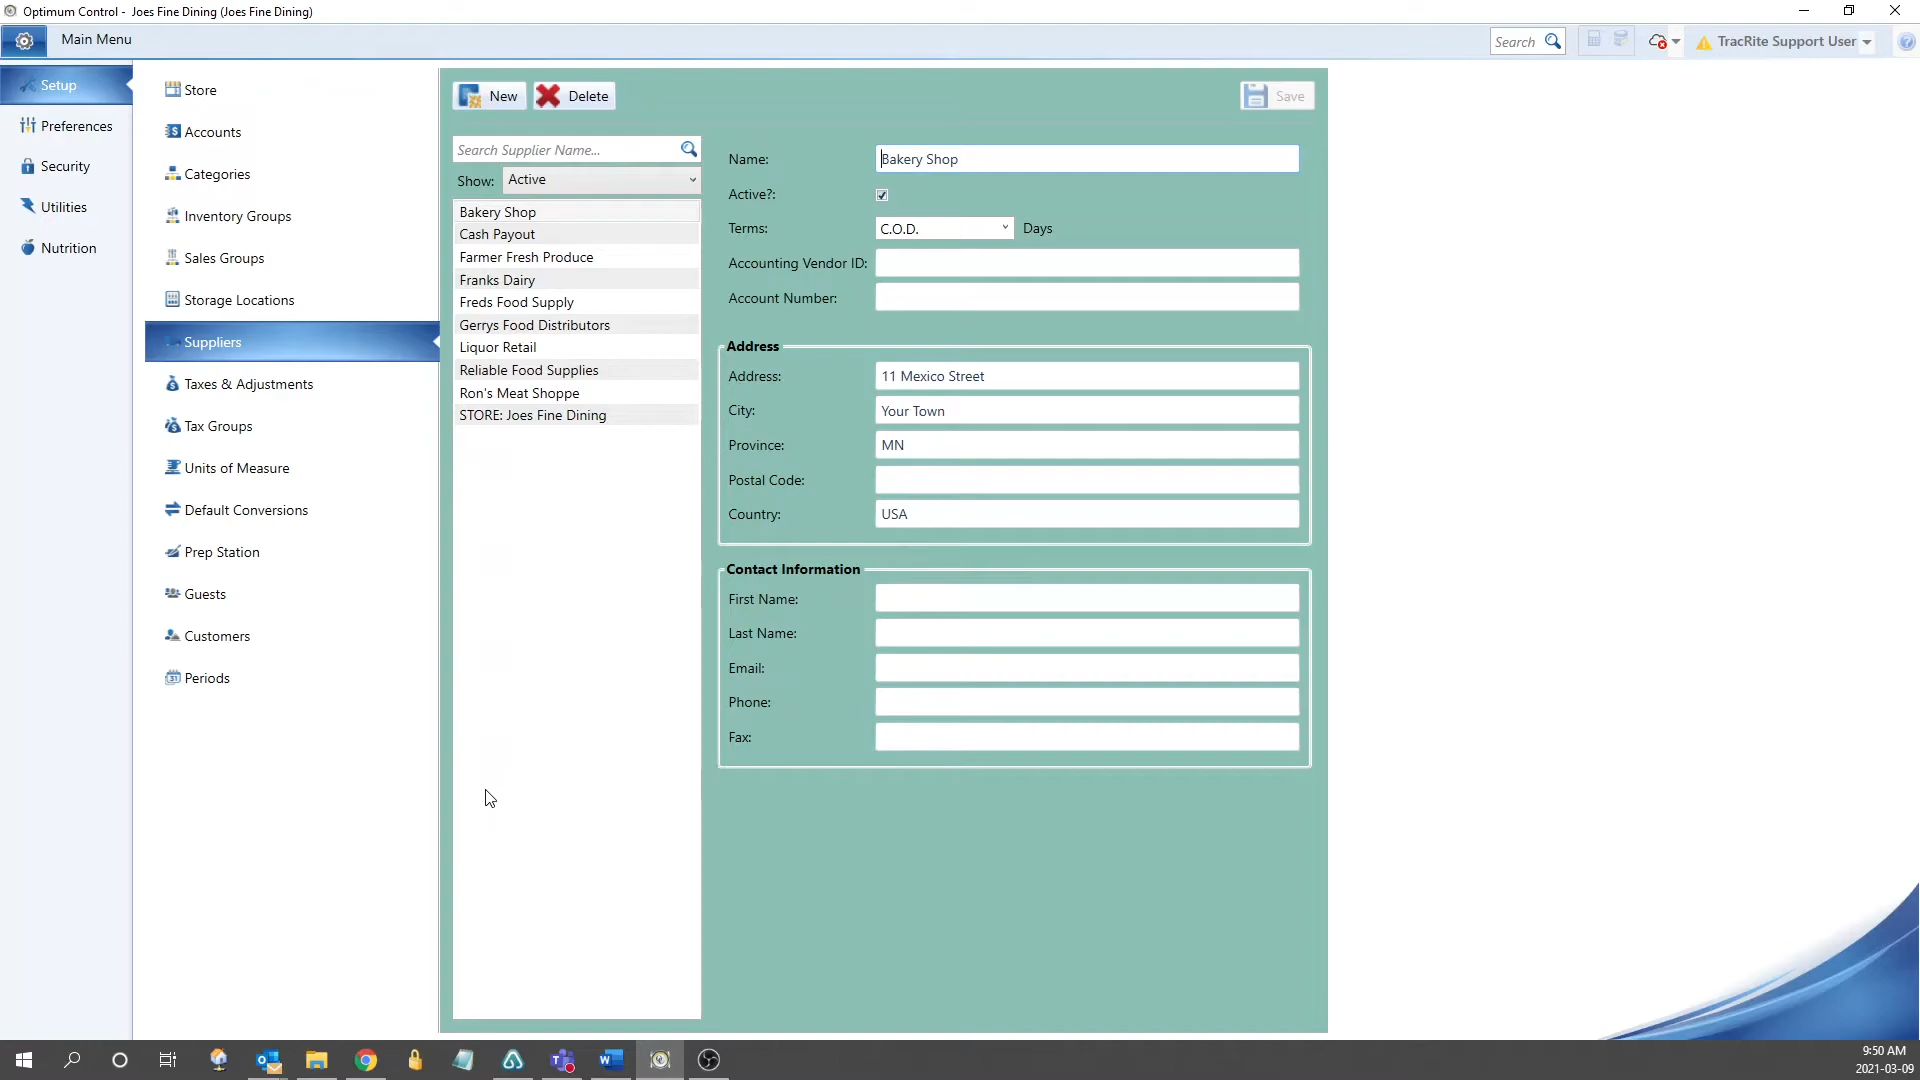 Optimum Control - Joes Fine Dining (Joes Fine Dining)
Main Menu
Search
TracRite Support User
Setup
Preferences
Security
Utilities
Nutrition
Store
Accounts
Categories
Inventory Groups
Sales Groups
Storage Locations
Suppliers
Taxes & Adjustments
Tax Groups
Units of Measure
Default Conversions
Prep Station
Guests
Customers
Periods
New
Delete
Save
Search Supplier Name...
Show: Active
Bakery Shop
Cash Payout
Farmer Fresh Produce
Franks Dairy
Freds Food Supply
Gerrys Food Distributors
Liquor Retail
Reliable Food Supplies
Ron's Meat Shoppe
STORE: Joes Fine Dining
Name: Bakery Shop
Active?:
Terms: C.O.D. Days
Accounting Vendor ID:
Account Number:
Address
Address: 11 Mexico Street
City: Your Town
Province: MN
Postal Code:
Country: USA
Contact Information
First Name:
Last Name:
Email:
Phone:
Fax:
9:50 AM
2021-03-09